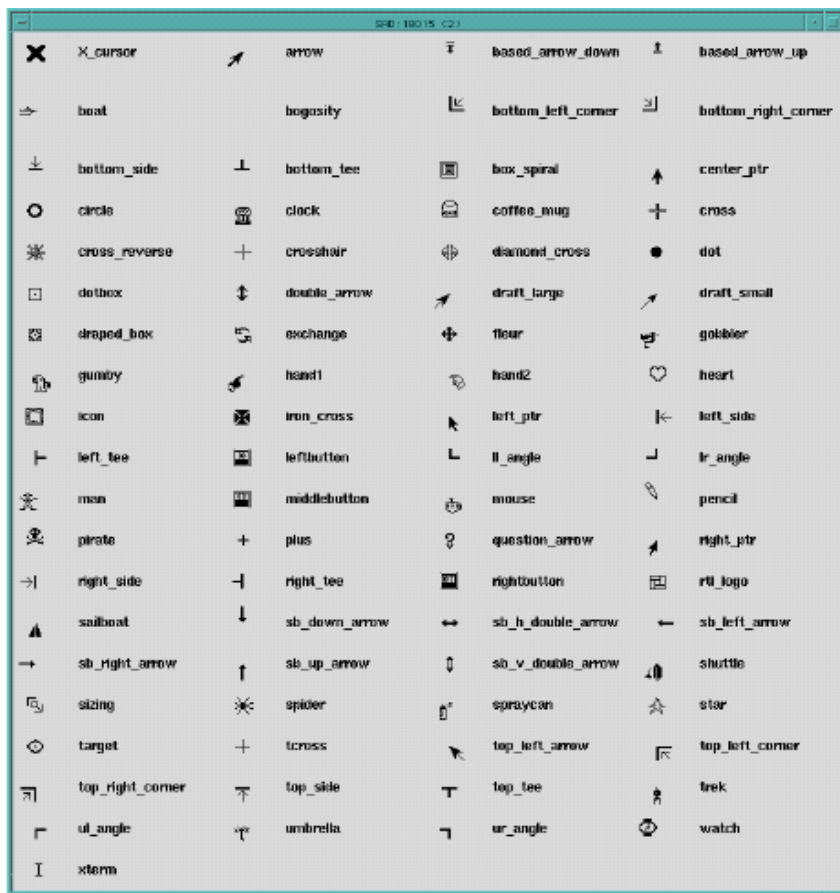 SRD:18015 (2)
X_cursor arrow based_arrow_down based_arrow_up
boat bogosity bottom_left_corner bottom_right_corner
bottom_side bottom_tee box_spiral center_ptr
circle clock coffee_mug cross
cross_reverse crosshair diamond_cross dot
dotbox double_arrow draft_large draft_small
draped_box exchange fleur gobbler
gumby hand1 hand2 heart
icon iron_cross left_ptr left_side
left_tee leftbutton ll_angle lr_angle
man middlebutton mouse pencil
pirate plus question_arrow right_ptr
right_side right_tee rightbutton rtl_logo
sailboat sb_down_arrow sb_h_double_arrow sb_left_arrow
sb_right_arrow sb_up_arrow sb_v_double_arrow shuttle
sizing spider spraycan star
target tcross top_left_arrow top_left_corner
top_right_corner top_side top_tee trek
ul_angle umbrella ur_angle watch
xterm